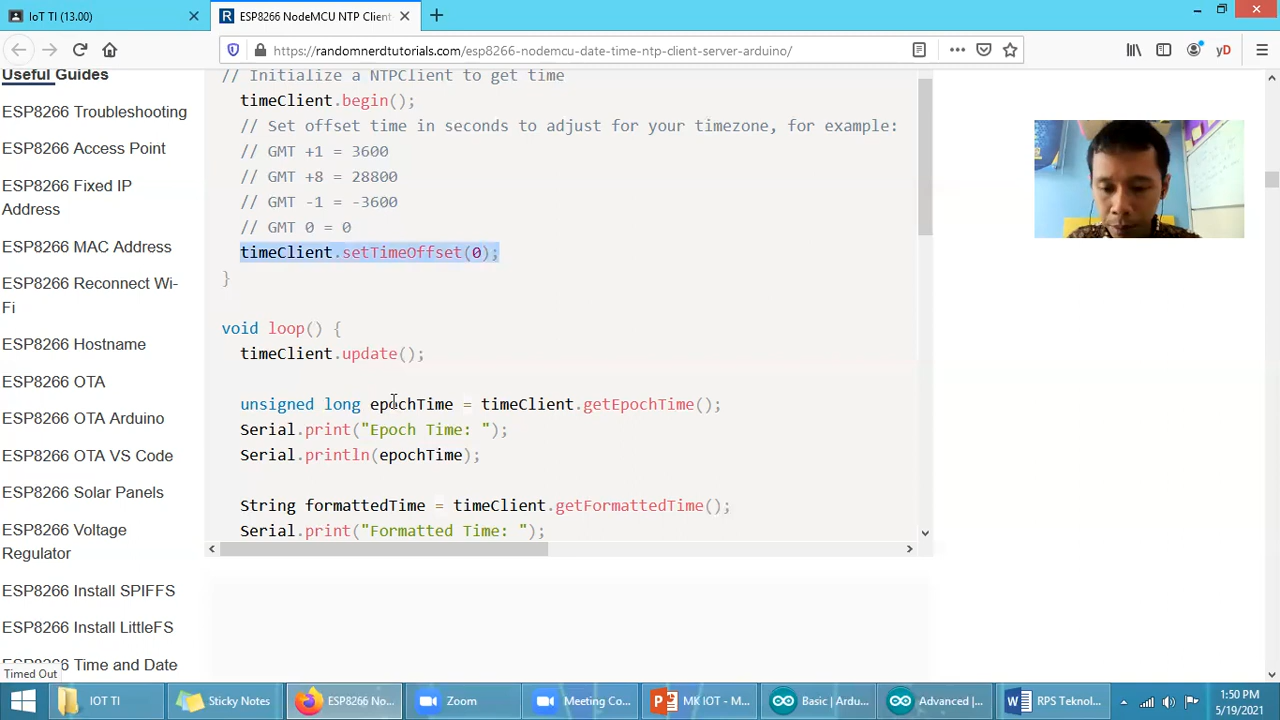 IoT TI (13.00)
ESP8266 NodeMCU NTP Client
https://randomnerdtutorials.com/esp8266-nodemcu-date-time-ntp-client-server-arduino/
yD
Useful Guides
ESP8266 Troubleshooting
ESP8266 Access Point
ESP8266 Fixed IP
Address
ESP8266 MAC Address
ESP8266 Reconnect Wi-
Fi
ESP8266 Hostname
ESP8266 OTA
ESP8266 OTA Arduino
ESP8266 OTA VS Code
ESP8266 Solar Panels
ESP8266 Voltage
Regulator
ESP8266 Install SPIFFS
ESP8266 Install LittleFS
ESP8266 Time and Date
Timed Out
// Initialize a NTPClient to get time
timeClient.begin();
// Set offset time in seconds to adjust for your timezone, for example:
// GMT +1 = 3600
// GMT +8 = 28800
// GMT -1 = -3600
// GMT 0 = 0
timeClient.setTimeOffset(0);
}
void loop() {
timeClient.update();
unsigned long epochTime = timeClient.getEpochTime();
Serial.print("Epoch Time: ");
Serial.println(epochTime);
String formattedTime = timeClient.getFormattedTime();
Serial.print("Formatted Time: ");
IOT TI
Sticky Notes
ESP8266 No...
Zoom
Meeting Co...
MK IOT - M...
Basic | Ardu...
Advanced |...
RPS Teknol...
1:50 PM
5/19/2021